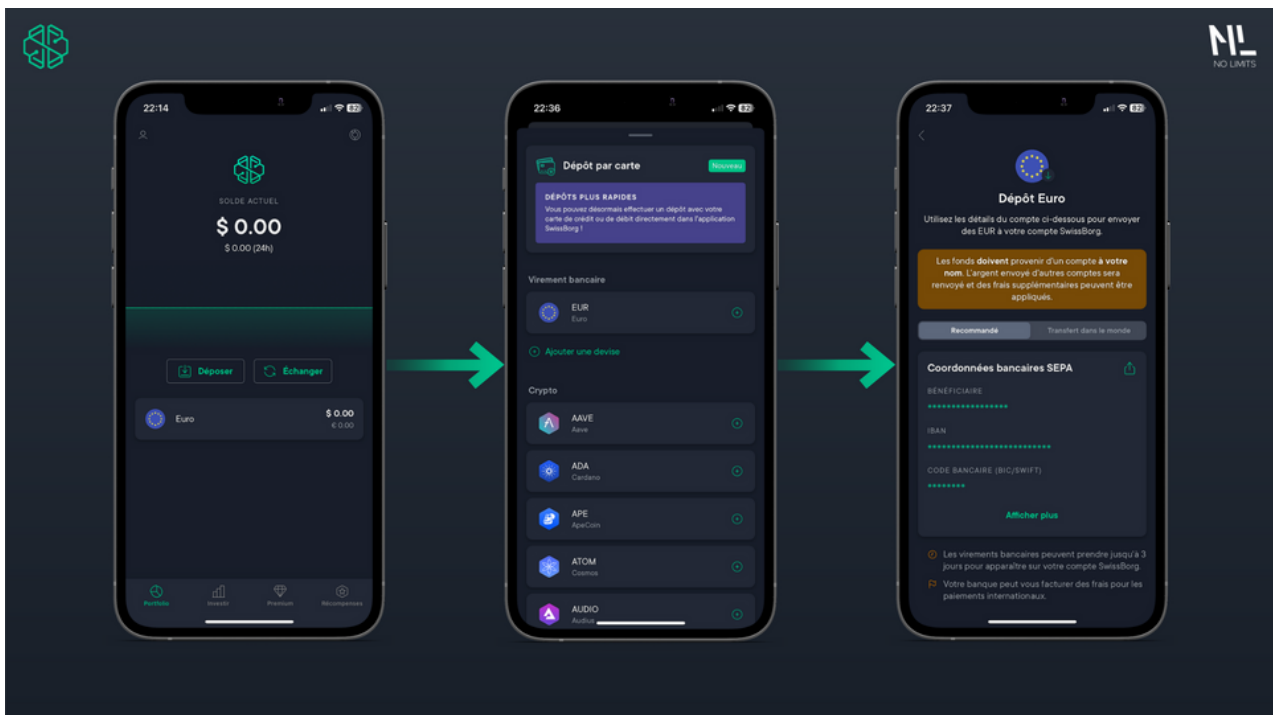 NL
NO LIMITS
22:14
SOLDE ACTUEL
$ 0.00
$ 0.00 (24h)
Déposer
Échanger
Euro
$ 0.00
€ 0.00
Portfolio
Investir
Premium
Récompenses
22:36
Dépôt par carte
Nouveau
DÉPÔTS PLUS RAPIDES
Vous pouvez désormais effectuer un dépôt avec votre
carte de crédit ou de débit directement dans l'application
SwissBorg !
Virement bancaire
EUR
Euro
Ajouter une devise
Crypto
AAVE
Aave
ADA
Cardano
APE
ApeCoin
ATOM
Cosmos
AUDIO
Audius
22:37
Dépôt Euro
Utilisez les détails du compte ci-dessous pour envoyer
des EUR à votre compte SwissBorg.
Les fonds doivent provenir d'un compte à votre
nom. L'argent envoyé d'autres comptes sera
renvoyé et des frais supplémentaires peuvent être
appliqués.
Recommandé
Transfert dans le monde
Coordonnées bancaires SEPA
BÉNÉFICIAIRE
*****************
IBAN
**************************
CODE BANCAIRE (BIC/SWIFT)
********
Afficher plus
Les virements bancaires peuvent prendre jusqu'à 3
jours pour apparaître sur votre compte SwissBorg.
Votre banque peut vous facturer des frais pour les
paiements internationaux.